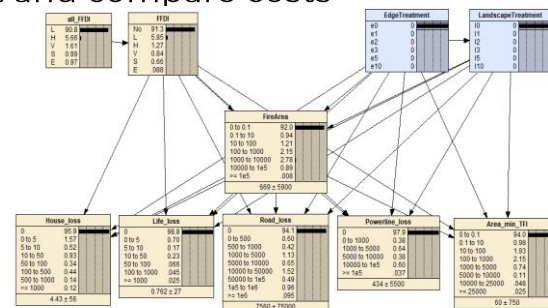 and compare costs
all_FFDI
L 90.8
H 5.66
V 1.61
S 0.99
E 0.97
FFDI
No 91.3
L 5.85
H 1.27
V 0.84
S 0.66
E .088
EdgeTreatment
e0 0
e1 0
e2 0
e3 0
e5 0
e10 0
LandscapeTreatment
l0 0
l1 0
l2 0
l3 0
l5 0
l10 0
FireArea
0 to 0.1 92.0
0.1 to 10 0.94
10 to 100 1.21
100 to 1000 2.15
1000 to 10000 2.78
10000 to 1e5 0.89
>= 1e5 .008
669 ± 5900
House_loss
0 95.9
0 to 5 1.57
5 to 10 0.52
10 to 50 0.93
50 to 100 0.34
100 to 500 0.44
500 to 1000 0.14
>= 1000 0.12
4.43 ± 56
Life_loss
0 98.8
0 to 5 0.70
5 to 10 0.17
10 to 50 0.23
50 to 100 .066
100 to 1000 .045
>= 1000 .025
0.762 ± 27
Road_loss
0 94.1
0 to 500 0.60
500 to 1000 0.42
1000 to 5000 1.13
5000 to 10000 0.65
10000 to 50000 1.52
50000 to 1e5 0.49
1e5 to 1e6 0.96
>= 1e6 .095
7560 ± 75000
Powerline_loss
0 97.9
0 to 1000 0.38
1000 to 5000 0.64
5000 to 10000 0.38
10000 to 1e5 0.60
>= 1e5 .037
434 ± 5500
Area_min_TFI
0 to 0.1 94.0
0.1 to 10 0.98
10 to 100 1.93
100 to 1000 2.15
1000 to 5000 0.74
5000 to 10000 0.11
10000 to 25000 .048
>= 25000 .025
60 ± 750